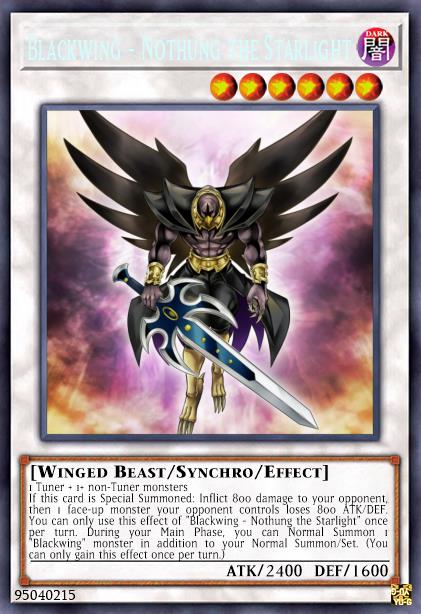 Blackwing - Nothung the Starlight
DARK
闇
[Winged Beast/Synchro/Effect]
1 Tuner + 1+ non-Tuner monsters
If this card is Special Summoned: Inflict 800 damage to your opponent,
then 1 face-up monster your opponent controls loses 800 ATK/DEF.
You can only use this effect of "Blackwing - Nothung the Starlight" once
per turn. During your Main Phase, you can Normal Summon 1
"Blackwing" monster in addition to your Normal Summon/Set. (You
can only gain this effect once per turn.)
ATK/2400 DEF/1600
95040215